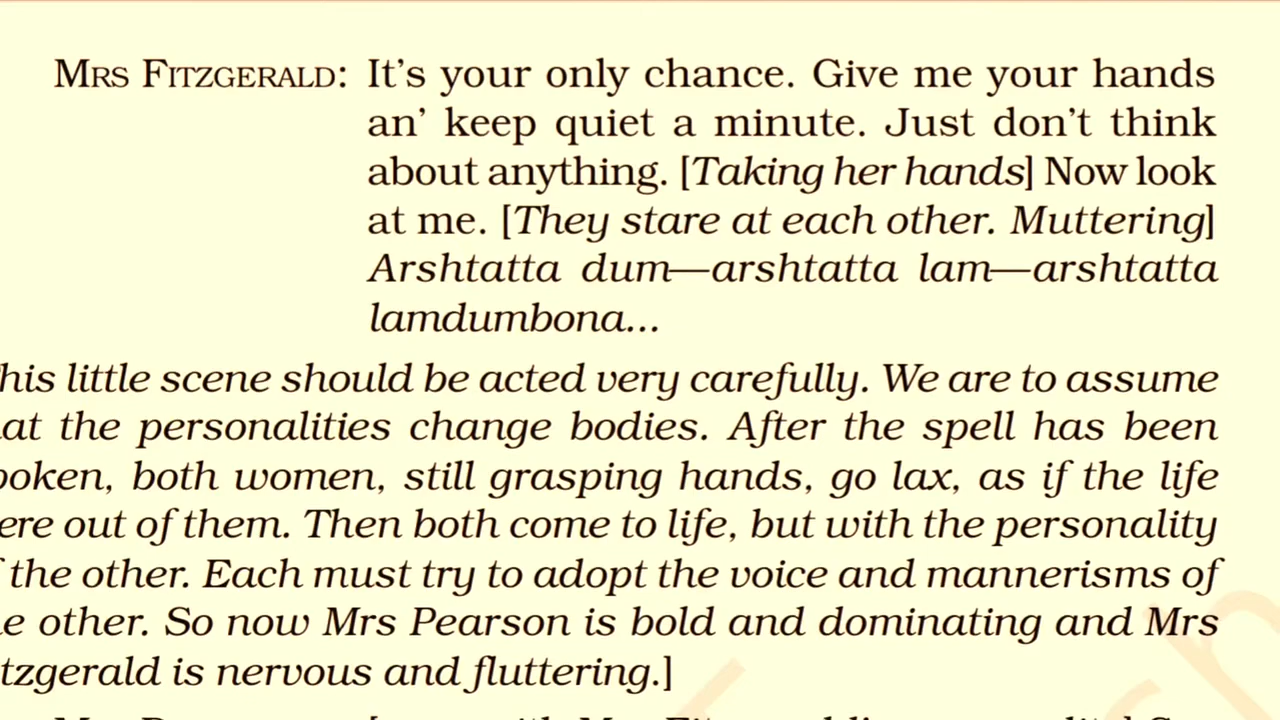 Mrs Fitzgerald: It's your only chance. Give me your hands
an' keep quiet a minute. Just don't think
about anything. [Taking her hands] Now look
at me. [They stare at each other. Muttering]
Arshtatta dum—arshtatta lam—arshtatta
lamdumbona...
his little scene should be acted very carefully. We are to assume
at the personalities change bodies. After the spell has been
oken, both women, still grasping hands, go lax, as if the life
ere out of them. Then both come to life, but with the personality
the other. Each must try to adopt the voice and mannerisms of
e other. So now Mrs Pearson is bold and dominating and Mrs
tzgerald is nervous and fluttering.]